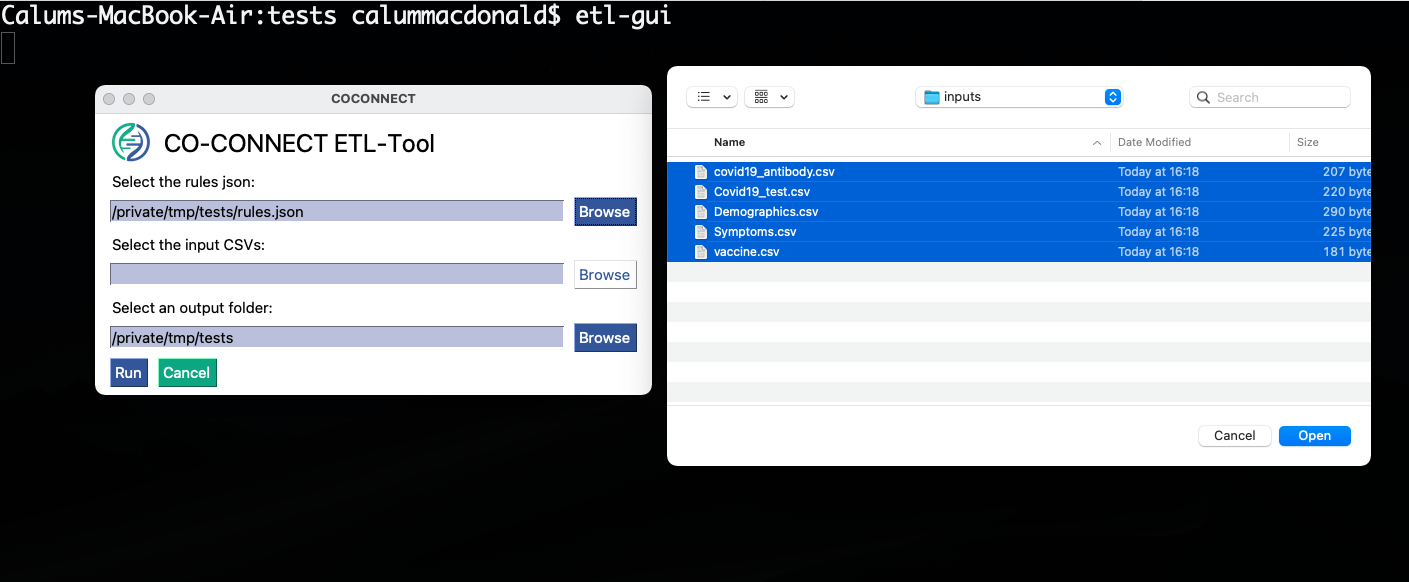 Calums-MacBook-Air:tests calummacdonald$ etl-gui
COCONNECT
CO-CONNECT ETL-Tool
Select the rules json:
/private/tmp/tests/rules.json Browse
Select the input CSVs:
Browse
Select an output folder:
/private/tmp/tests Browse
Run Cancel
inputs Search
Name Date Modified Size
covid19_antibody.csv Today at 16:18 207 byte
Covid19_test.csv Today at 16:18 220 byte
Demographics.csv Today at 16:18 290 byte
Symptoms.csv Today at 16:18 225 byte
vaccine.csv Today at 16:18 181 byte
Cancel Open